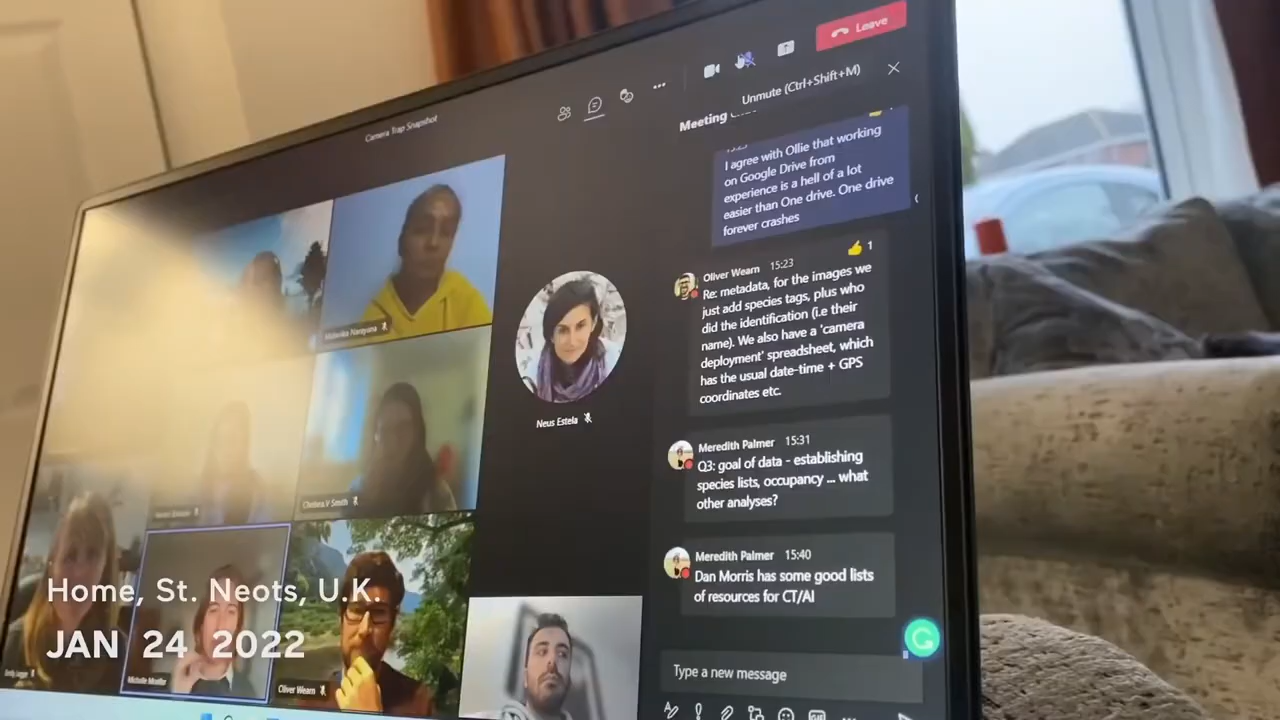 Leave
Unmute (Ctrl+Shift+M)
Camera Trap Snapshot
Meeting
I agree with Ollie that working
on Google Drive from
experience is a hell of a lot
easier than One drive. One drive
forever crashes
1
Oliver Wearn 15:23
Re: metadata, for the images we
just add species tags, plus who
did the identification (i.e their
name). We also have a 'camera
deployment' spreadsheet, which
has the usual date-time + GPS
coordinates etc.
Meredith Palmer 15:31
Q3: goal of data - establishing
species lists, occupancy ... what
other analyses?
Meredith Palmer 15:40
Dan Morris has some good lists
of resources for CT/AI
Type a new message
Narayana
Neus Estela
Chelsea.V Smith
Oliver Wearn
Home, St. Neots, U.K.
JAN 24 2022